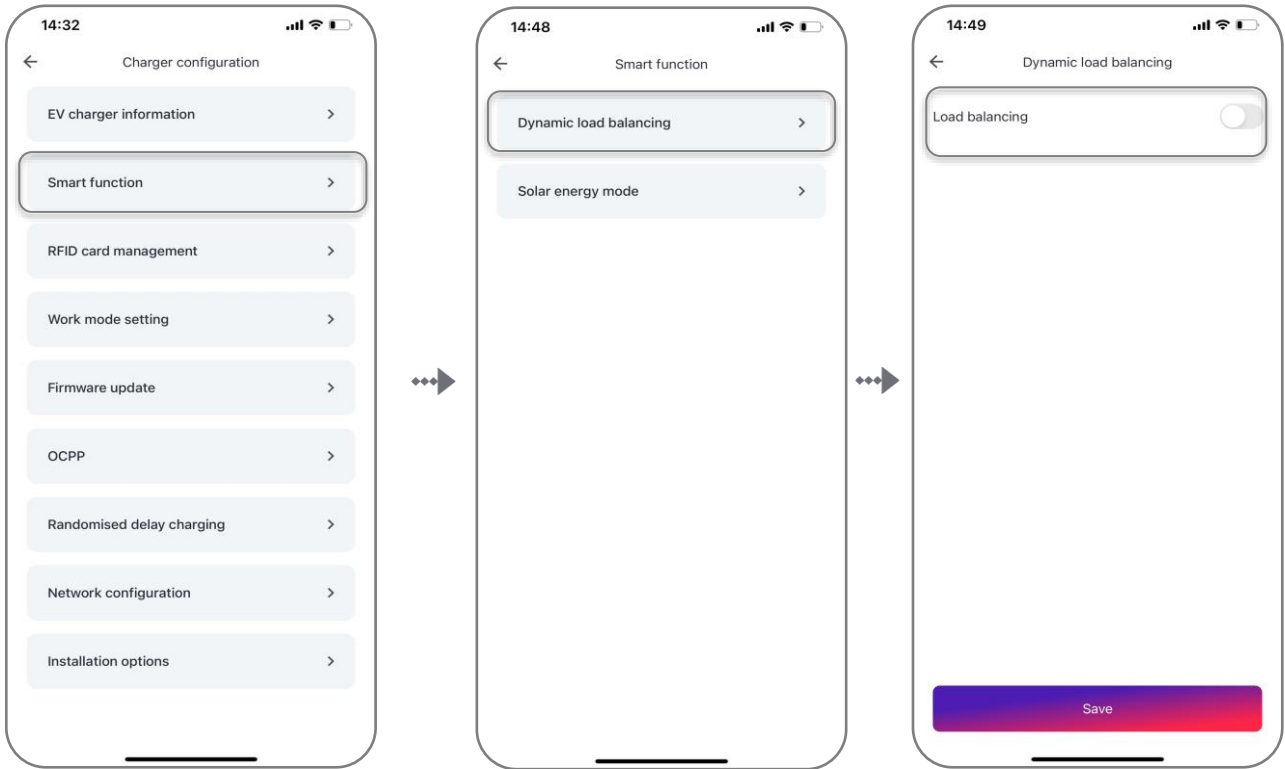 14:32
Charger configuration
EV charger information
Smart function
RFID card management
Work mode setting
Firmware update
OCPP
Randomised delay charging
Network configuration
Installation options
14:48
Smart function
Dynamic load balancing
Solar energy mode
14:49
Dynamic load balancing
Load balancing
Save